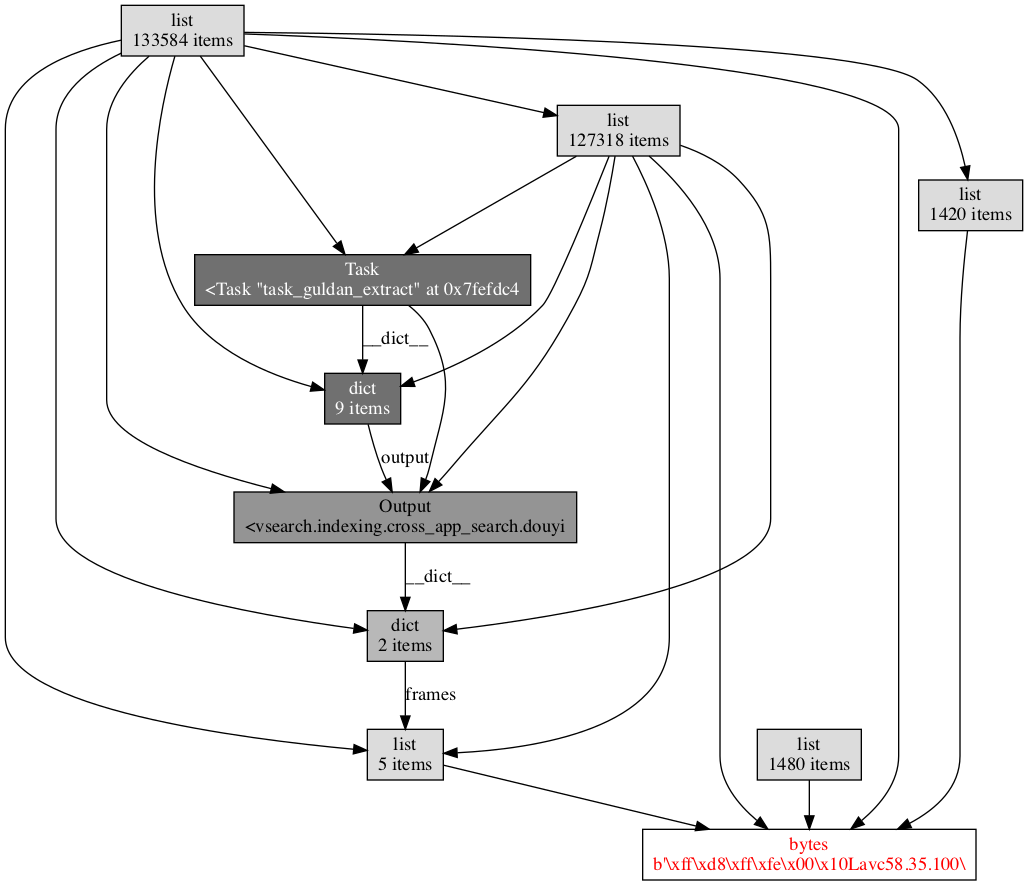 list
133584 items
list
127318 items
list
1420 items
Task
<Task "task_guldan_extract" at 0x7fefdc4
__dict__
dict
9 items
output
Output
<vsearch.indexing.cross_app_search.douyi
__dict__
dict
2 items
frames
list
5 items
list
1480 items
bytes
b'\xff\xd8\xff\xfe\x00\x10Lavc58.35.100\